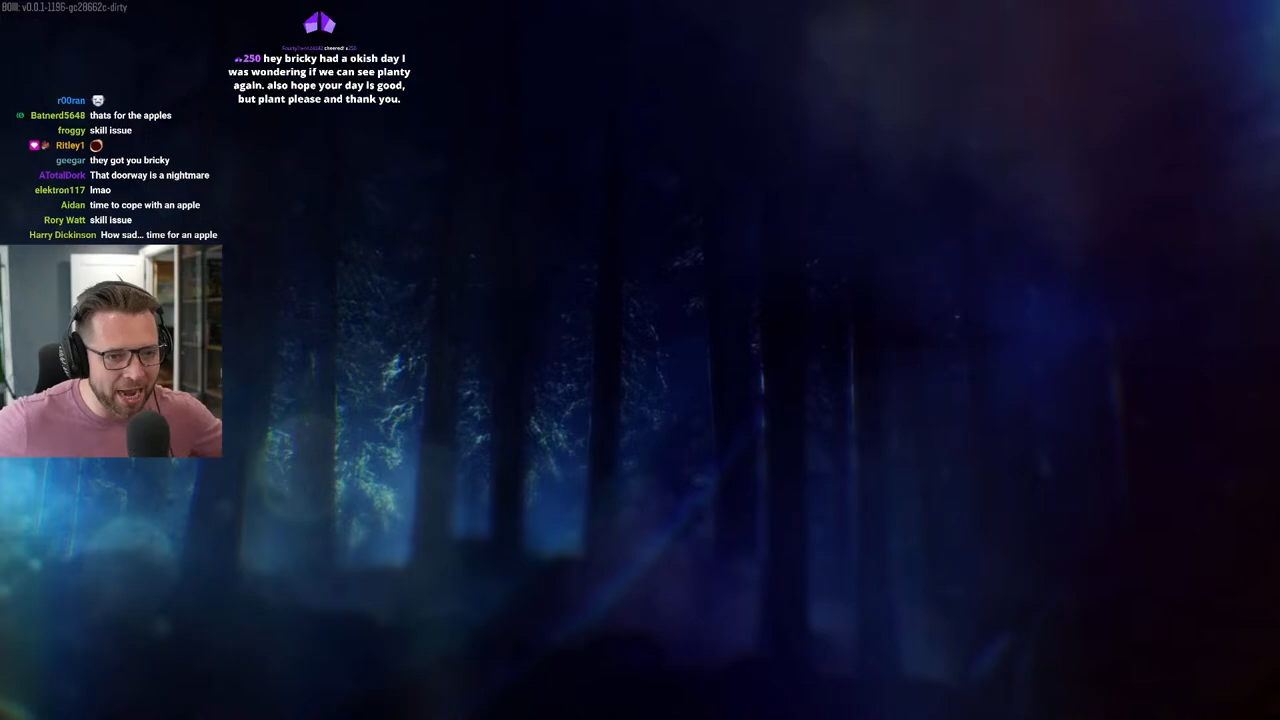 BOIII: v0.0.1-1196-gc28662c-dirty
cheered! x250
250 hey bricky had a okish day I
was wondering if we can see planty
again. also hope your day is good,
but plant please and thank you.
r00ran
Batnerd5648 thats for the apples
froggy skill issue
Ritley1
geegar they got you bricky
ATotalDork That doorway is a nightmare
elektron117 lmao
Aidan time to cope with an apple
Rory Watt skill issue
Harry Dickinson How sad... time for an apple